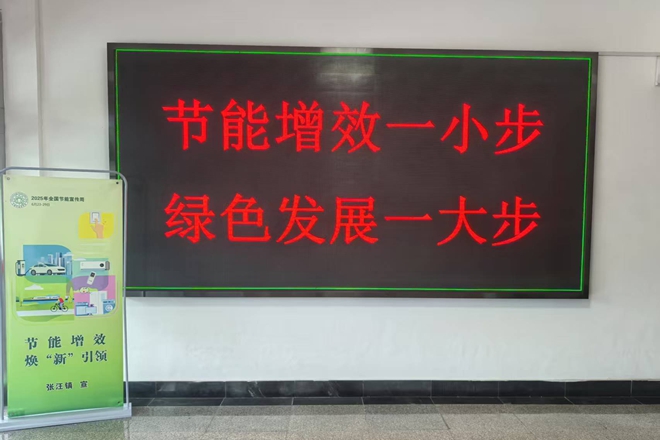 节能增效一小步
绿色发展一大步
2025年全国节能宣传周
节能增效
焕“新”引领
张汪镇 宣